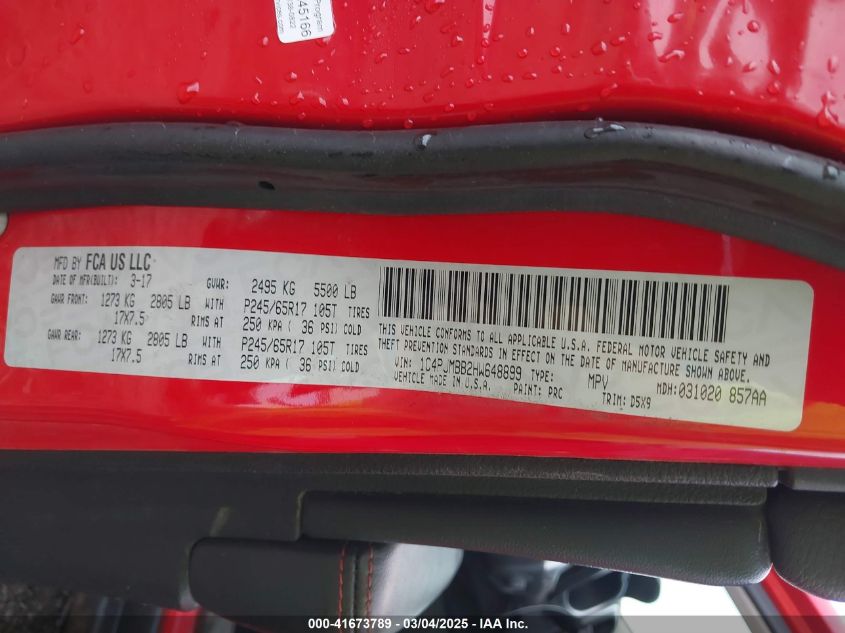 Program
45166
MFD BY FCA US LLC
DATE OF MFR(BUILT): 3-17 GVWR: 2495 KG 5500 LB
GAWR FRONT: 1273 KG 2805 LB WITH P245/65R17 105T TIRES
17X7.5 RIMS AT 250 KPA ( 36 PSI) COLD
GAWR REAR: 1273 KG 2805 LB WITH P245/65R17 105T TIRES
17X7.5 RIMS AT 250 KPA ( 36 PSI) COLD
THIS VEHICLE CONFORMS TO ALL APPLICABLE U.S.A. FEDERAL MOTOR VEHICLE SAFETY AND
THEFT PREVENTION STANDARDS IN EFFECT ON THE DATE OF MANUFACTURE SHOWN ABOVE.
VIN: 1C4PJMBB2HW648899 TYPE: MPV MDH: 031020 857AA
VEHICLE MADE IN U.S.A. PAINT: PRC TRIM: D5X9
000-41673789 - 03/04/2025 - IAA Inc.